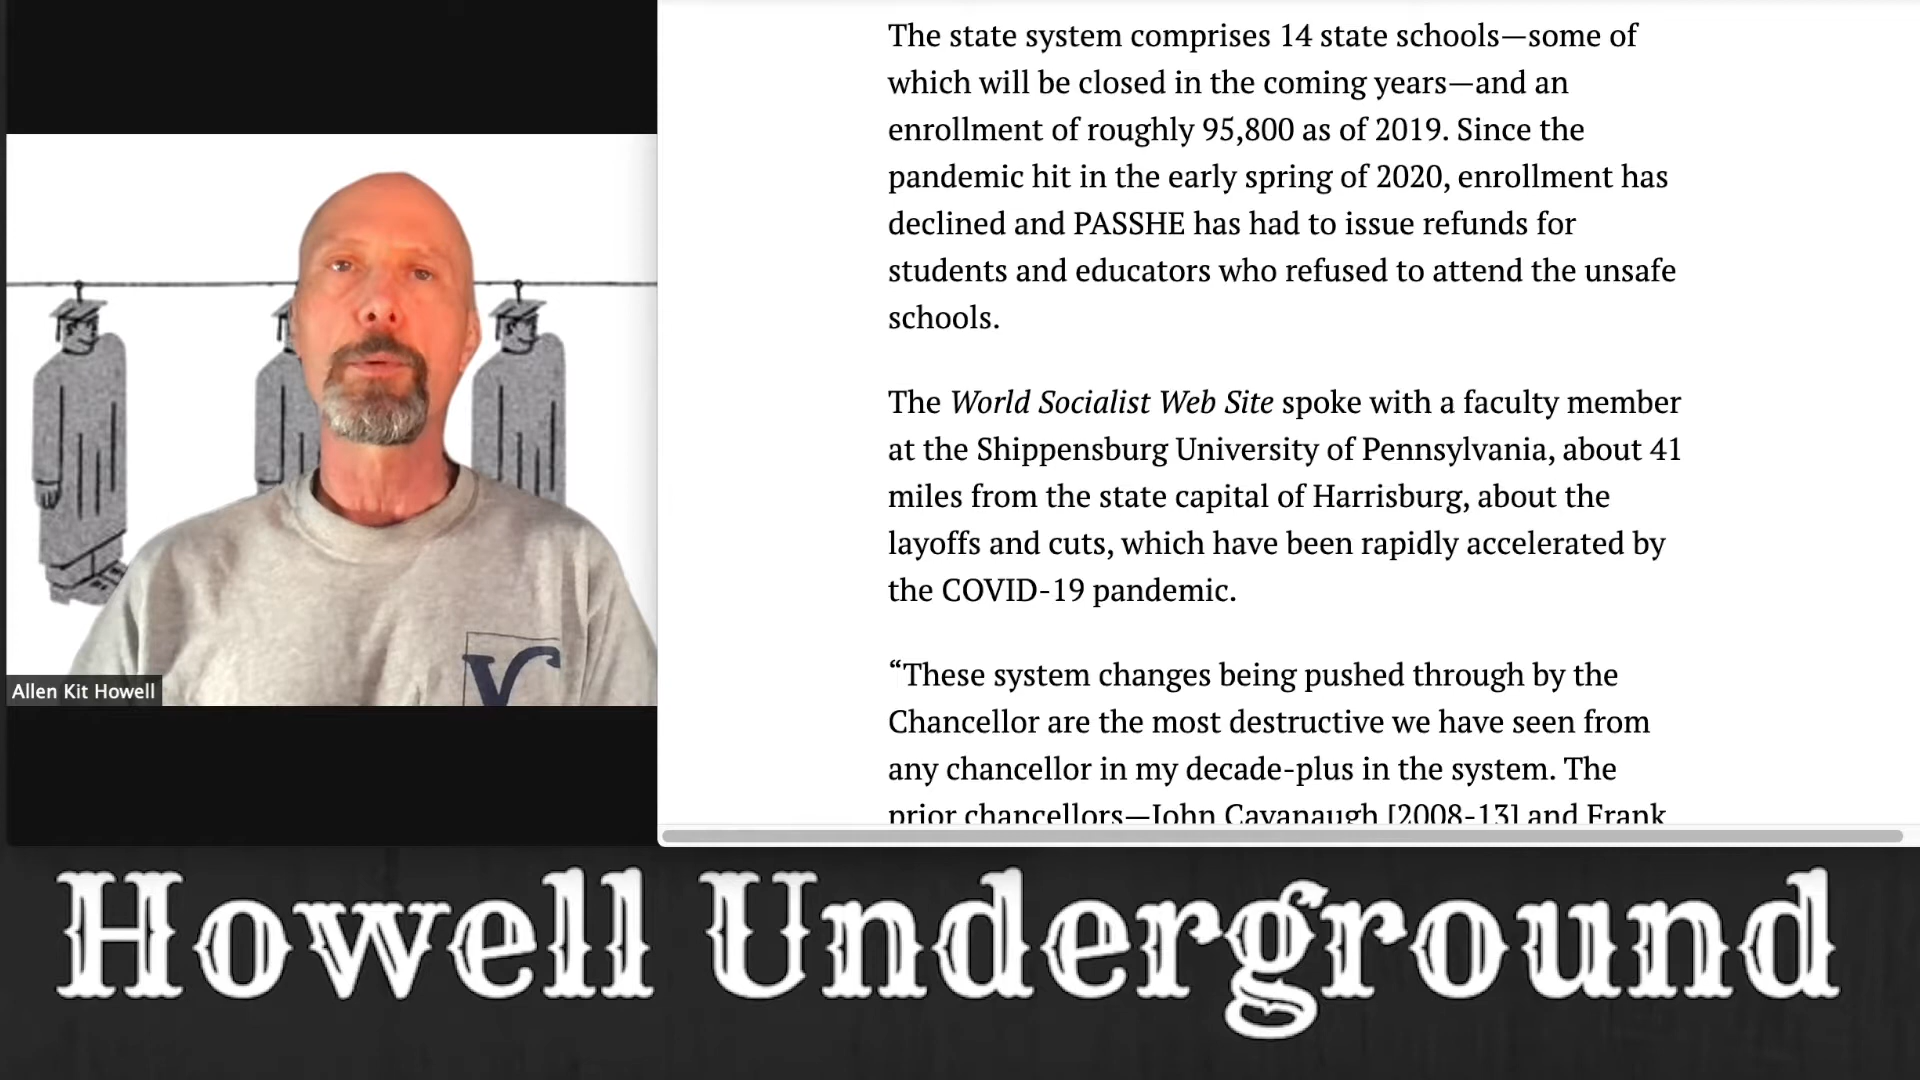 The state system comprises 14 state schools—some of
which will be closed in the coming years—and an
enrollment of roughly 95,800 as of 2019. Since the
pandemic hit in the early spring of 2020, enrollment has
declined and PASSHE has had to issue refunds for
students and educators who refused to attend the unsafe
schools.
The World Socialist Web Site spoke with a faculty member
at the Shippensburg University of Pennsylvania, about 41
miles from the state capital of Harrisburg, about the
layoffs and cuts, which have been rapidly accelerated by
the COVID-19 pandemic.
“These system changes being pushed through by the
Chancellor are the most destructive we have seen from
any chancellor in my decade-plus in the system. The
prior chancellors—John Cavanaugh [2008-13] and Frank
Allen Kit Howell
Howell Underground